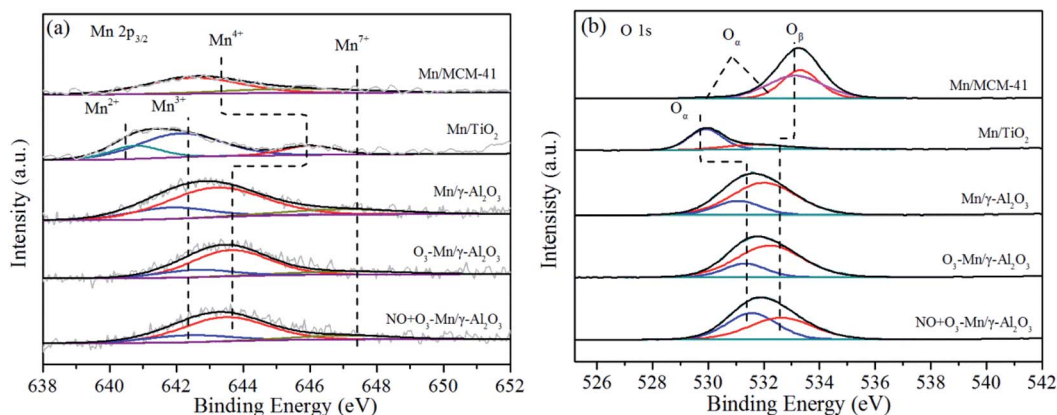 (a)
Mn 2p3/2
Mn4+
Mn7+
Mn/MCM-41
Mn2+
Mn3+
Mn/TiO2
Mn/γ-Al2O3
O3-Mn/γ-Al2O3
NO+O3-Mn/γ-Al2O3
Intensity (a.u.)
638 640 642 644 646 648 650 652
Binding Energy (eV)
(b)
O 1s
Oα
Oβ
Mn/MCM-41
Oα
Mn/TiO2
Mn/γ-Al2O3
O3-Mn/γ-Al2O3
NO+O3-Mn/γ-Al2O3
Intensisty (a.u.)
526 528 530 532 534 536 538 540 542
Binding Energy (eV)